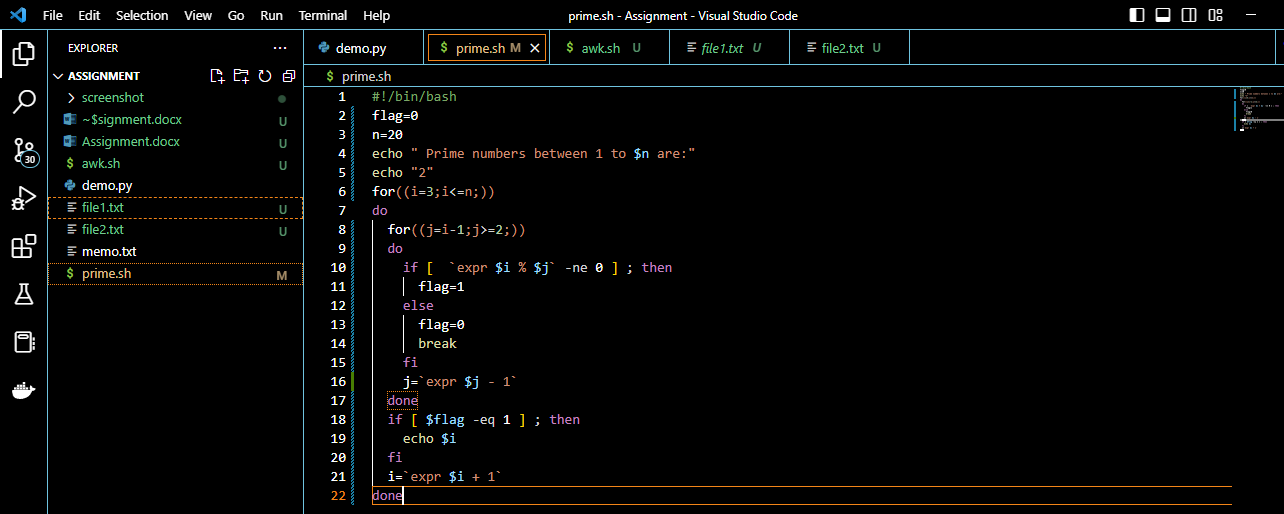 File Edit Selection View Go Run Terminal Help prime.sh - Assignment - Visual Studio Code
EXPLORER ...
ASSIGNMENT
screenshot
~$signment.docx U
Assignment.docx U
awk.sh U
demo.py
file1.txt U
file2.txt U
memo.txt
prime.sh M
30
demo.py $ prime.sh M $ awk.sh U file1.txt U file2.txt U
$ prime.sh
1 #!/bin/bash
2 flag=0
3 n=20
4 echo " Prime numbers between 1 to $n are:"
5 echo "2"
6 for((i=3;i<=n;))
7 do
8 for((j=i-1;j>=2;))
9 do
10 if [  `expr $i % $j` -ne 0 ] ; then
11 flag=1
12 else
13 flag=0
14 break
15 fi
16 j=`expr $j - 1`
17 done
18 if [ $flag -eq 1 ] ; then
19 echo $i
20 fi
21 i=`expr $i + 1`
22 done